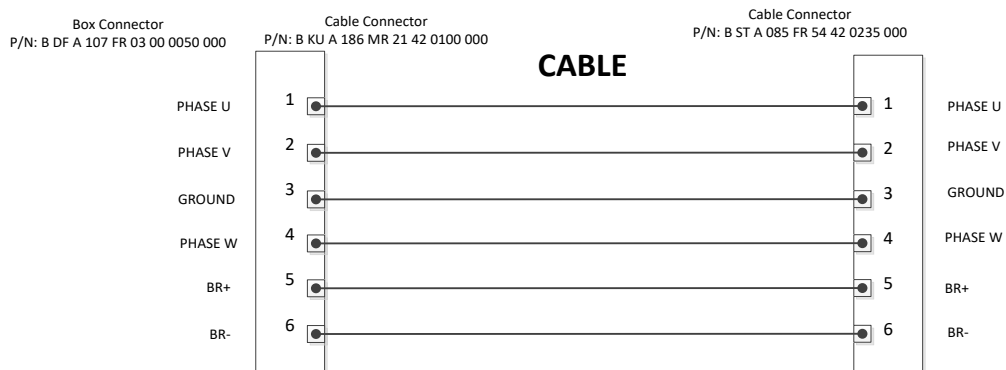 Box Connector
P/N: B DF A 107 FR 03 00 0050 000
Cable Connector
P/N: B KU A 186 MR 21 42 0100 000
Cable Connector
P/N: B ST A 085 FR 54 42 0235 000
CABLE
PHASE U 1 1 PHASE U
PHASE V 2 2 PHASE V
GROUND 3 3 GROUND
PHASE W 4 4 PHASE W
BR+ 5 5 BR+
BR- 6 6 BR-